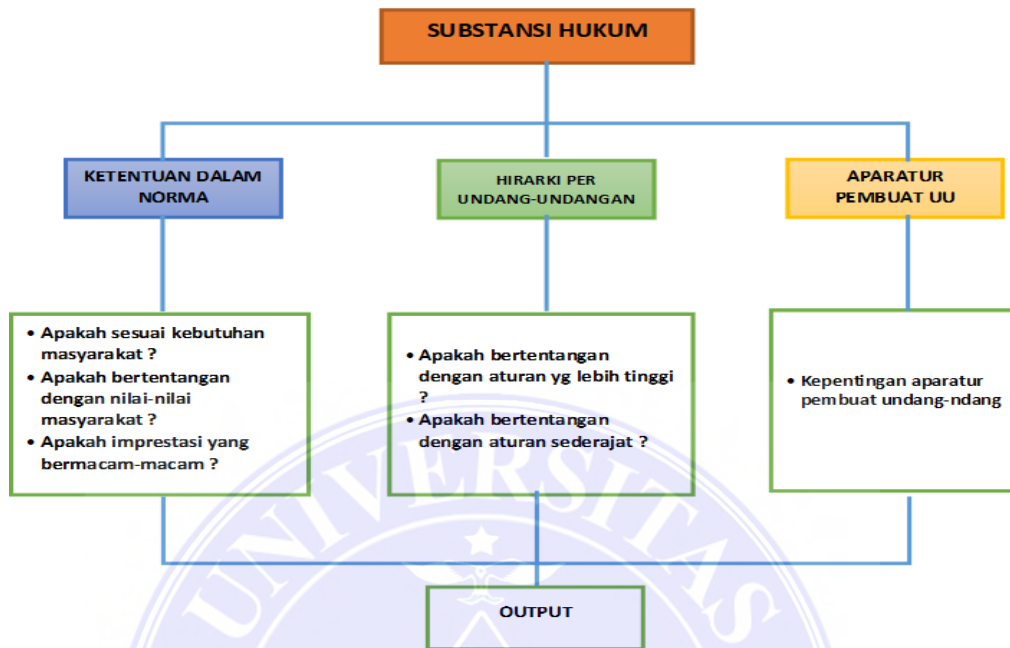 SUBSTANSI HUKUM
KETENTUAN DALAM
NORMA
HIRARKI PER
UNDANG-UNDANGAN
APARATUR
PEMBUAT UU
• Apakah sesuai kebutuhan
masyarakat ?
• Apakah bertentangan
dengan nilai-nilai
masyarakat ?
• Apakah imprestasi yang
bermacam-macam ?
• Apakah bertentangan
dengan aturan yg lebih tinggi
?
• Apakah bertentangan
dengan aturan sederajat ?
• Kepentingan aparatur
pembuat undang-ndang
UNIVERSITAS
OUTPUT